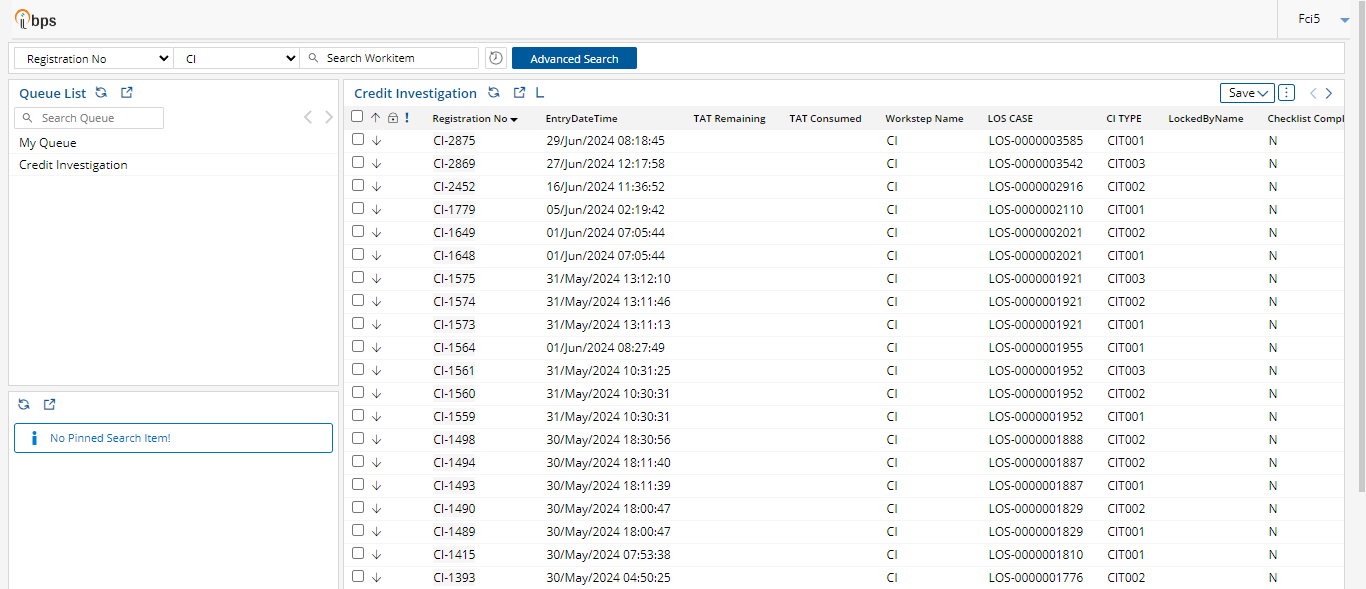 ibps
Fci5
Registration No CI Search Workitem Advanced Search
Queue List
Search Queue
My Queue
Credit Investigation
No Pinned Search Item!
Credit Investigation L Save
! Registration No EntryDateTime TAT Remaining TAT Consumed Workstep Name LOS CASE CI TYPE LockedByName Checklist Compl
CI-2875 29/Jun/2024 08:18:45 CI LOS-0000003585 CIT001 N
CI-2869 27/Jun/2024 12:17:58 CI LOS-0000003542 CIT003 N
CI-2452 16/Jun/2024 11:36:52 CI LOS-0000002916 CIT002 N
CI-1779 05/Jun/2024 02:19:42 CI LOS-0000002110 CIT001 N
CI-1649 01/Jun/2024 07:05:44 CI LOS-0000002021 CIT002 N
CI-1648 01/Jun/2024 07:05:44 CI LOS-0000002021 CIT001 N
CI-1575 31/May/2024 13:12:10 CI LOS-0000001921 CIT003 N
CI-1574 31/May/2024 13:11:46 CI LOS-0000001921 CIT002 N
CI-1573 31/May/2024 13:11:13 CI LOS-0000001921 CIT001 N
CI-1564 01/Jun/2024 08:27:49 CI LOS-0000001955 CIT001 N
CI-1561 31/May/2024 10:31:25 CI LOS-0000001952 CIT003 N
CI-1560 31/May/2024 10:30:31 CI LOS-0000001952 CIT002 N
CI-1559 31/May/2024 10:30:31 CI LOS-0000001952 CIT001 N
CI-1498 30/May/2024 18:30:56 CI LOS-0000001888 CIT002 N
CI-1494 30/May/2024 18:11:40 CI LOS-0000001887 CIT002 N
CI-1493 30/May/2024 18:11:39 CI LOS-0000001887 CIT001 N
CI-1490 30/May/2024 18:00:47 CI LOS-0000001829 CIT002 N
CI-1489 30/May/2024 18:00:47 CI LOS-0000001829 CIT001 N
CI-1415 30/May/2024 07:53:38 CI LOS-0000001810 CIT001 N
CI-1393 30/May/2024 04:50:25 CI LOS-0000001776 CIT002 N